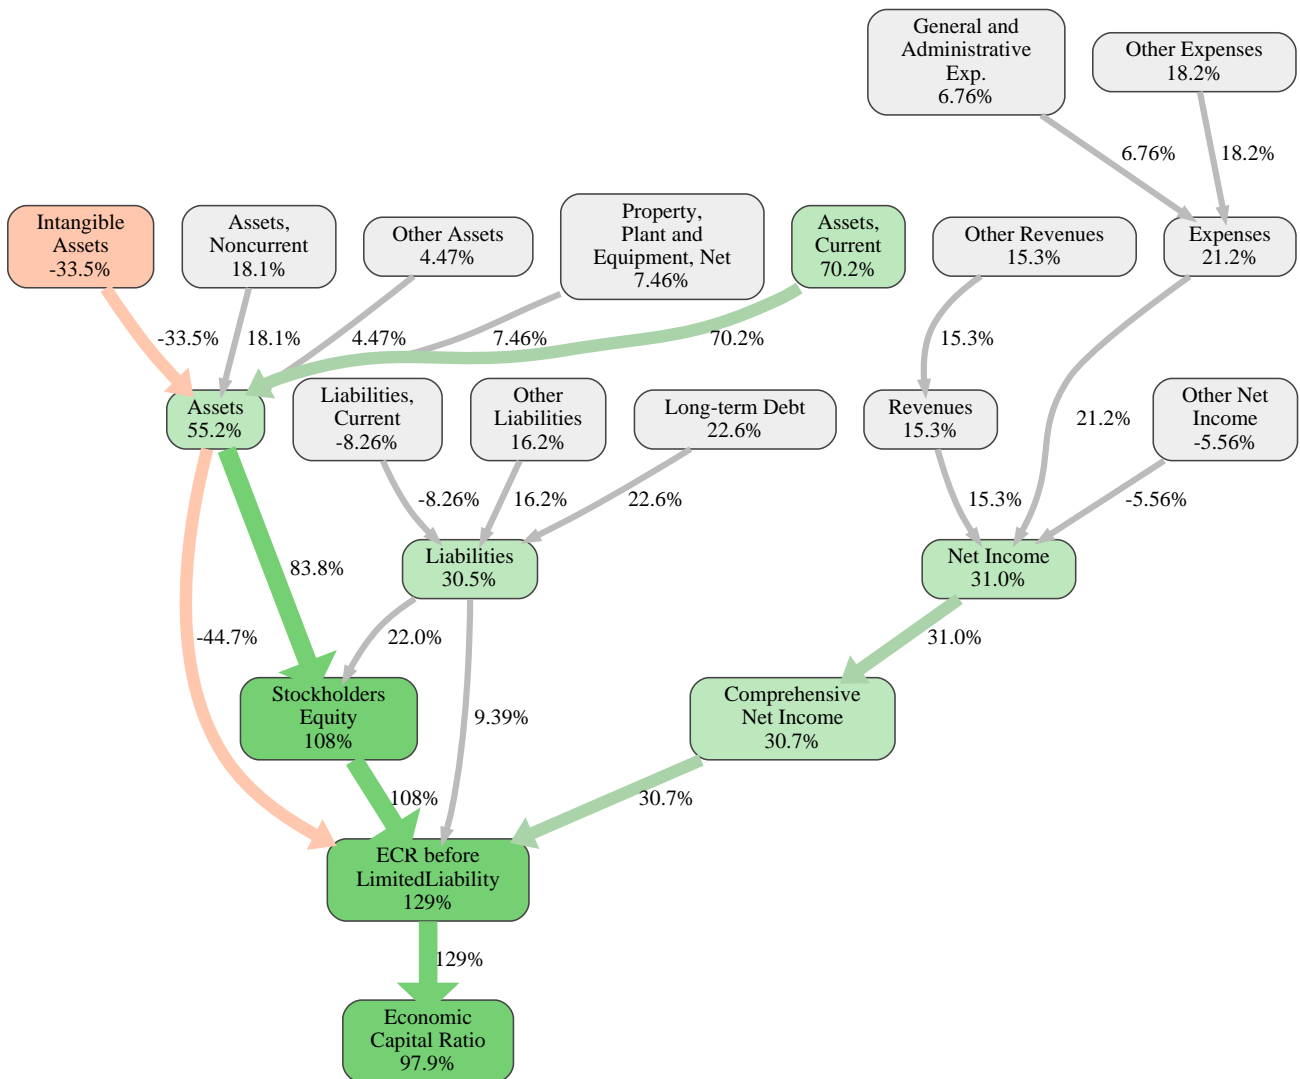 General and
Administrative
Exp.
6.76%
Other Expenses
18.2%
6.76%
18.2%
Intangible
Assets
-33.5%
Assets,
Noncurrent
18.1%
Other Assets
4.47%
Property,
Plant and
Equipment, Net
7.46%
Assets,
Current
70.2%
Other Revenues
15.3%
Expenses
21.2%
-33.5%
18.1%
4.47%
7.46%
70.2%
15.3%
Assets
55.2%
Liabilities,
Current
-8.26%
Other
Liabilities
16.2%
Long-term Debt
22.6%
Revenues
15.3%
21.2%
Other Net
Income
-5.56%
-8.26%
16.2%
22.6%
15.3%
-5.56%
83.8%
Liabilities
30.5%
Net Income
31.0%
-44.7%
22.0%
31.0%
Stockholders
Equity
108%
9.39%
Comprehensive
Net Income
30.7%
108%
30.7%
ECR before
LimitedLiability
129%
129%
Economic
Capital Ratio
97.9%